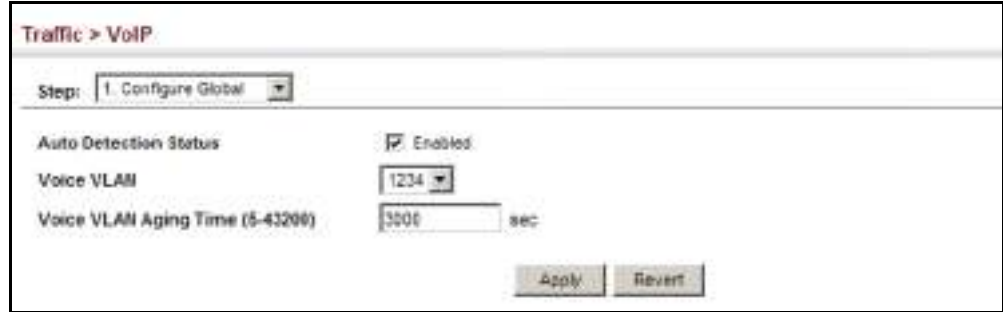 Traffic > VoIP
Step: 1. Configure Global
Auto Detection Status Enabled
Voice VLAN 1234
Voice VLAN Aging Time (5-43200) 3000 sec
Apply Revert